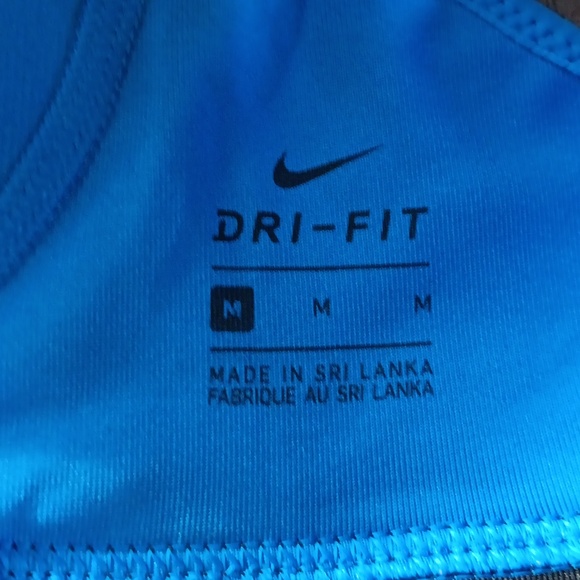 DRI-FIT
M M M
MADE IN SRI LANKA
FABRIQUE AU SRI LANKA